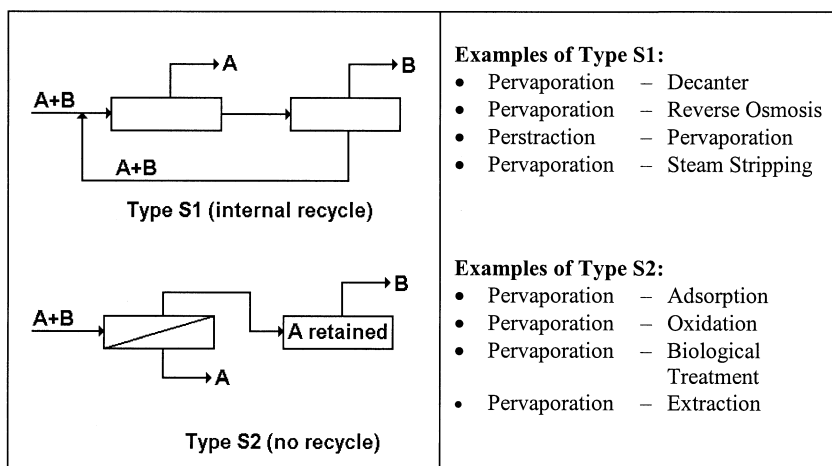 A
B
A+B
A+B
Type S1 (internal recycle)
B
A+B
A retained
A
Type S2 (no recycle)
Examples of Type S1:
• Pervaporation – Decanter
• Pervaporation – Reverse Osmosis
• Perstraction – Pervaporation
• Pervaporation – Steam Stripping
Examples of Type S2:
• Pervaporation – Adsorption
• Pervaporation – Oxidation
• Pervaporation – Biological
Treatment
• Pervaporation – Extraction